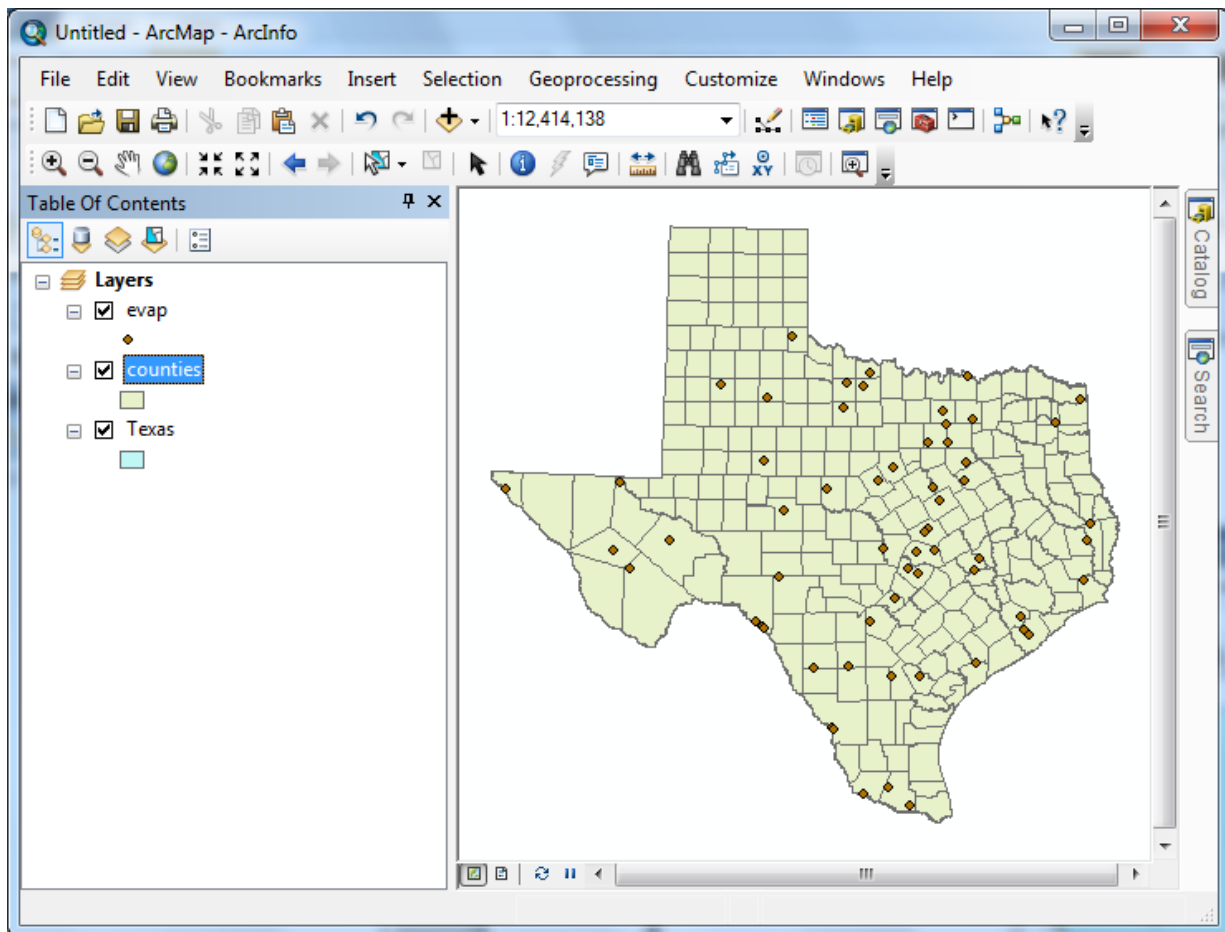 Untitled - ArcMap - ArcInfo
File Edit View Bookmarks Insert Selection Geoprocessing Customize Windows Help
1:12,414,138
XY
Table Of Contents
Layers
evap
counties
Texas
Catalog
Search